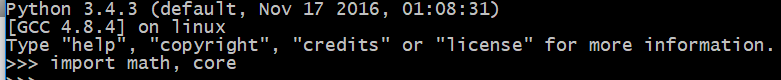 Python 3.4.3 (default, Nov 17 2016, 01:08:31)
[GCC 4.8.4] on linux
Type "help", "copyright", "credits" or "license" for more information.
>>> import math, core
>>>